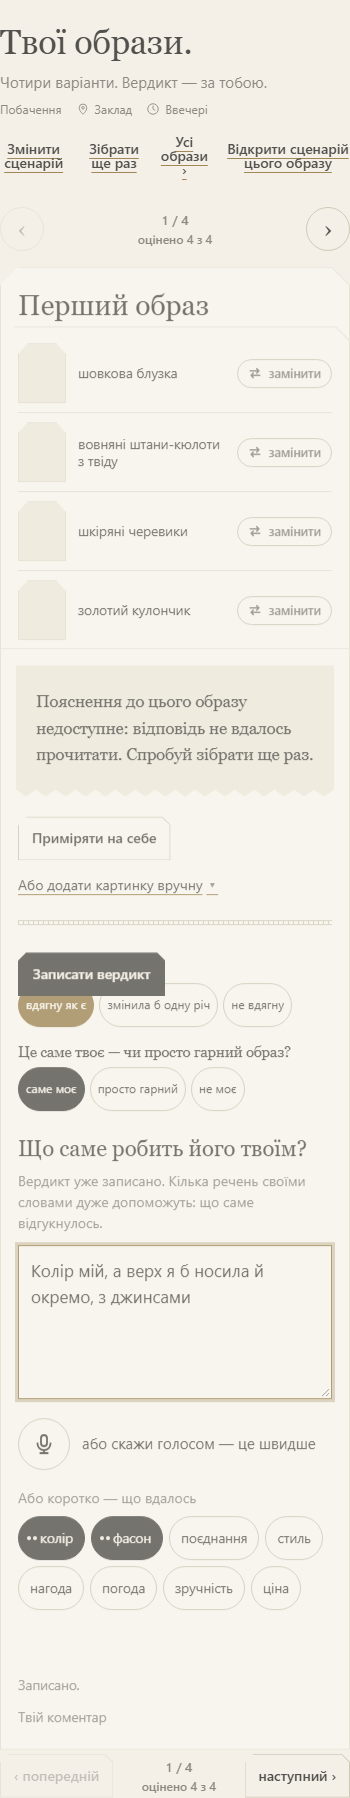 Твої образи.
Чотири варіанти. Вердикт — за тобою.
Побачення Заклад Ввечері
Змінити сценарій
Зібрати ще раз
Усі образи ›
Відкрити сценарій цього образу
‹
1 / 4
оцінено 4 з 4
›
Перший образ
шовкова блузка
замінити
вовняні штани-кюлоти
з твіду
замінити
шкіряні черевики
замінити
золотий кулончик
замінити
Пояснення до цього образу
недоступне: відповідь не вдалось
прочитати. Спробуй зібрати ще раз.
Приміряти на себе
Або додати картинку вручну ▾
Записати вердикт
вдягну як є
змінила б одну річ
не вдягну
Це саме твоє — чи просто гарний образ?
саме моє
просто гарний
не моє
Що саме робить його твоїм?
Вердикт уже записано. Кілька речень своїми
словами дуже допоможуть: що саме
відгукнулось.
Колір мій, а верх я б носила й
окремо, з джинсами
або скажи голосом — це швидше
Або коротко — що вдалось
•• колір
•• фасон
поєднання
стиль
нагода
погода
зручність
ціна
Записано.
Твій коментар
‹ попередній
1 / 4
оцінено 4 з 4
наступний ›